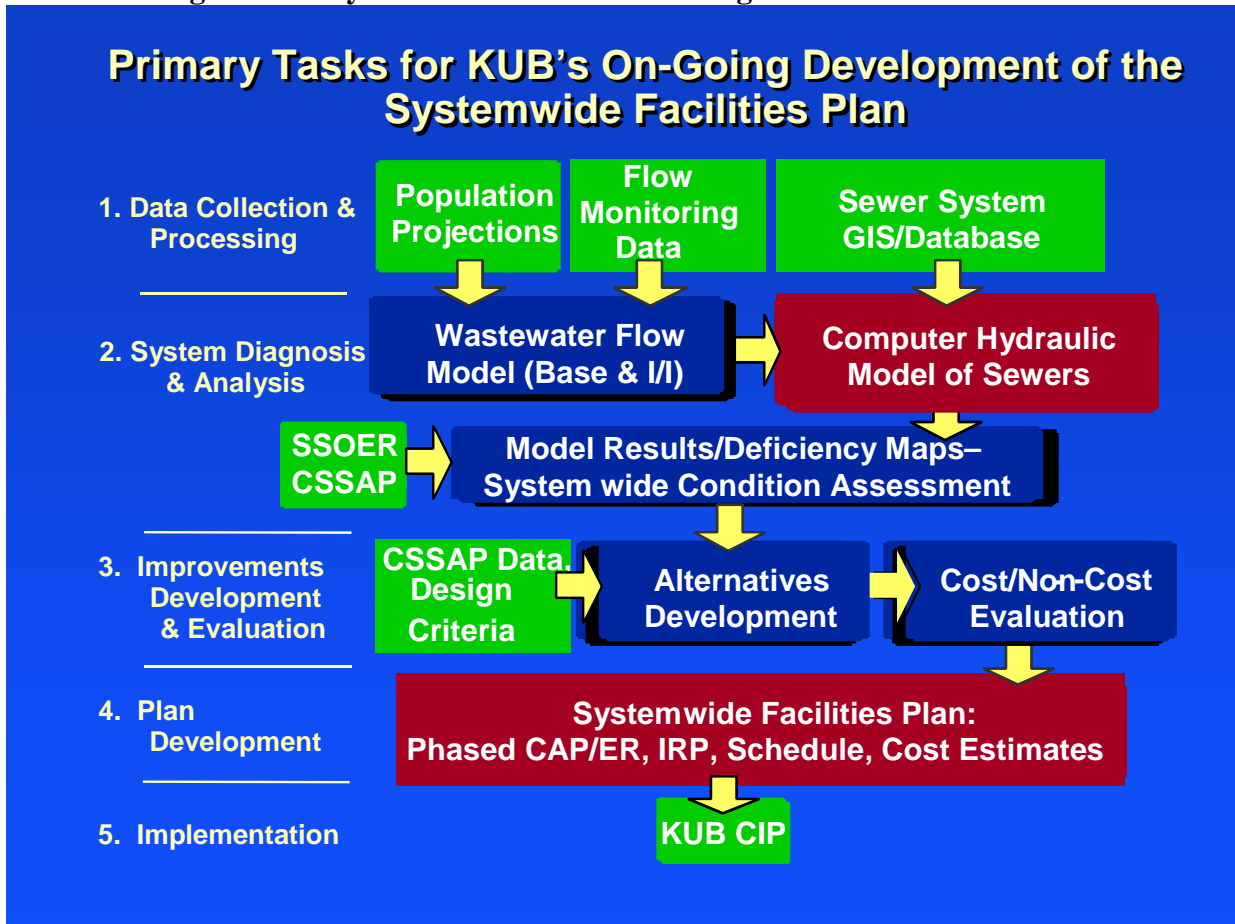 Primary Tasks for KUB's On-Going Development of the
Systemwide Facilities Plan
1. Data Collection &
Processing
Population
Projections
Flow
Monitoring
Data
Sewer System
GIS/Database
2. System Diagnosis
& Analysis
Wastewater Flow
Model (Base & I/I)
Computer Hydraulic
Model of Sewers
SSOER
CSSAP
Model Results/Deficiency Maps–
System wide Condition Assessment
3. Improvements
Development
& Evaluation
CSSAP Data,
Design
Criteria
Alternatives
Development
Cost/Non-Cost
Evaluation
4. Plan
Development
Systemwide Facilities Plan:
Phased CAP/ER, IRP, Schedule, Cost Estimates
5. Implementation
KUB CIP